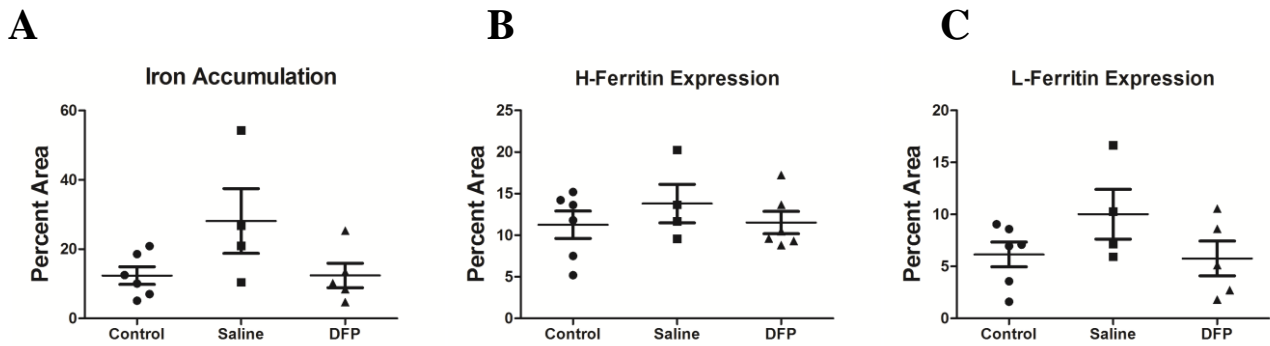 A
Iron Accumulation
Percent Area
60
40
20
0
Control Saline DFP
B
H-Ferritin Expression
Percent Area
25
20
15
10
5
0
Control Saline DFP
C
L-Ferritin Expression
Percent Area
20
15
10
5
0
Control Saline DFP